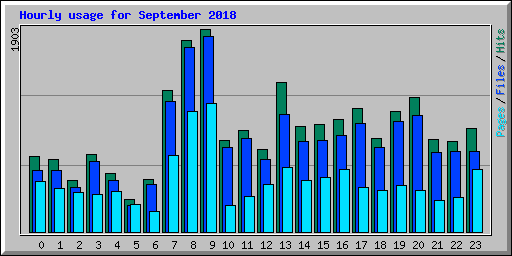 Hourly usage for September 2018
1903
Pages/Files/Hits
0 1 2 3 4 5 6 7 8 9 10 11 12 13 14 15 16 17 18 19 20 21 22 23